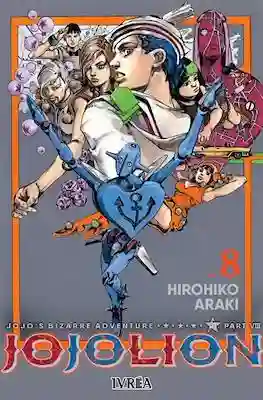 8
HIROHIKO
ARAKI
JOJO'S BIZARRE ADVENTURE ★ ★ ★ ★ ★ PART VIII
JOJOLION
IVREA